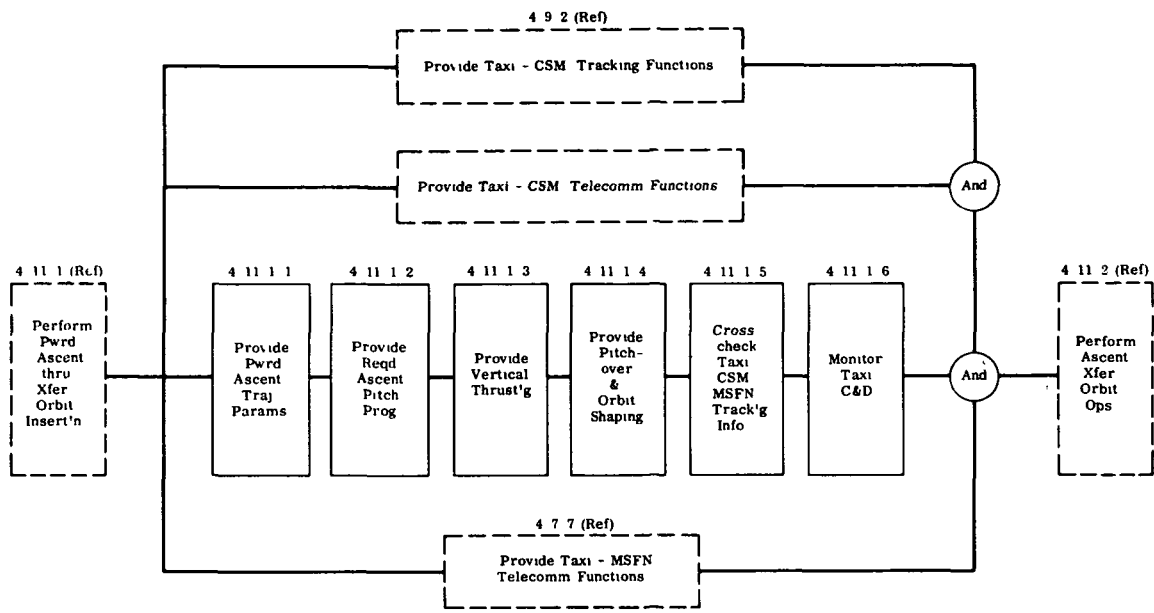 4 9 2 (Ref)
Provide Taxi - CSM Tracking Functions
Provide Taxi - CSM Telecomm Functions
And
4 11 1 (Ref)
Perform
Pwrd
Ascent
thru
Xfer
Orbit
Insert'n
4 11 1 1
Provide
Pwrd
Ascent
Traj
Params
4 11 1 2
Provide
Reqd
Ascent
Pitch
Prog
4 11 1 3
Provide
Vertical
Thrust'g
4 11 1 4
Provide
Pitch-
over
&
Orbit
Shaping
4 11 1 5
Cross
check
Taxi
CSM
MSFN
Track'g
Info
4 11 1 6
Monitor
Taxi
C&D
And
4 11 2 (Ref)
Perform
Ascent
Xfer
Orbit
Ops
4 7 7 (Ref)
Provide Taxi - MSFN
Telecomm Functions